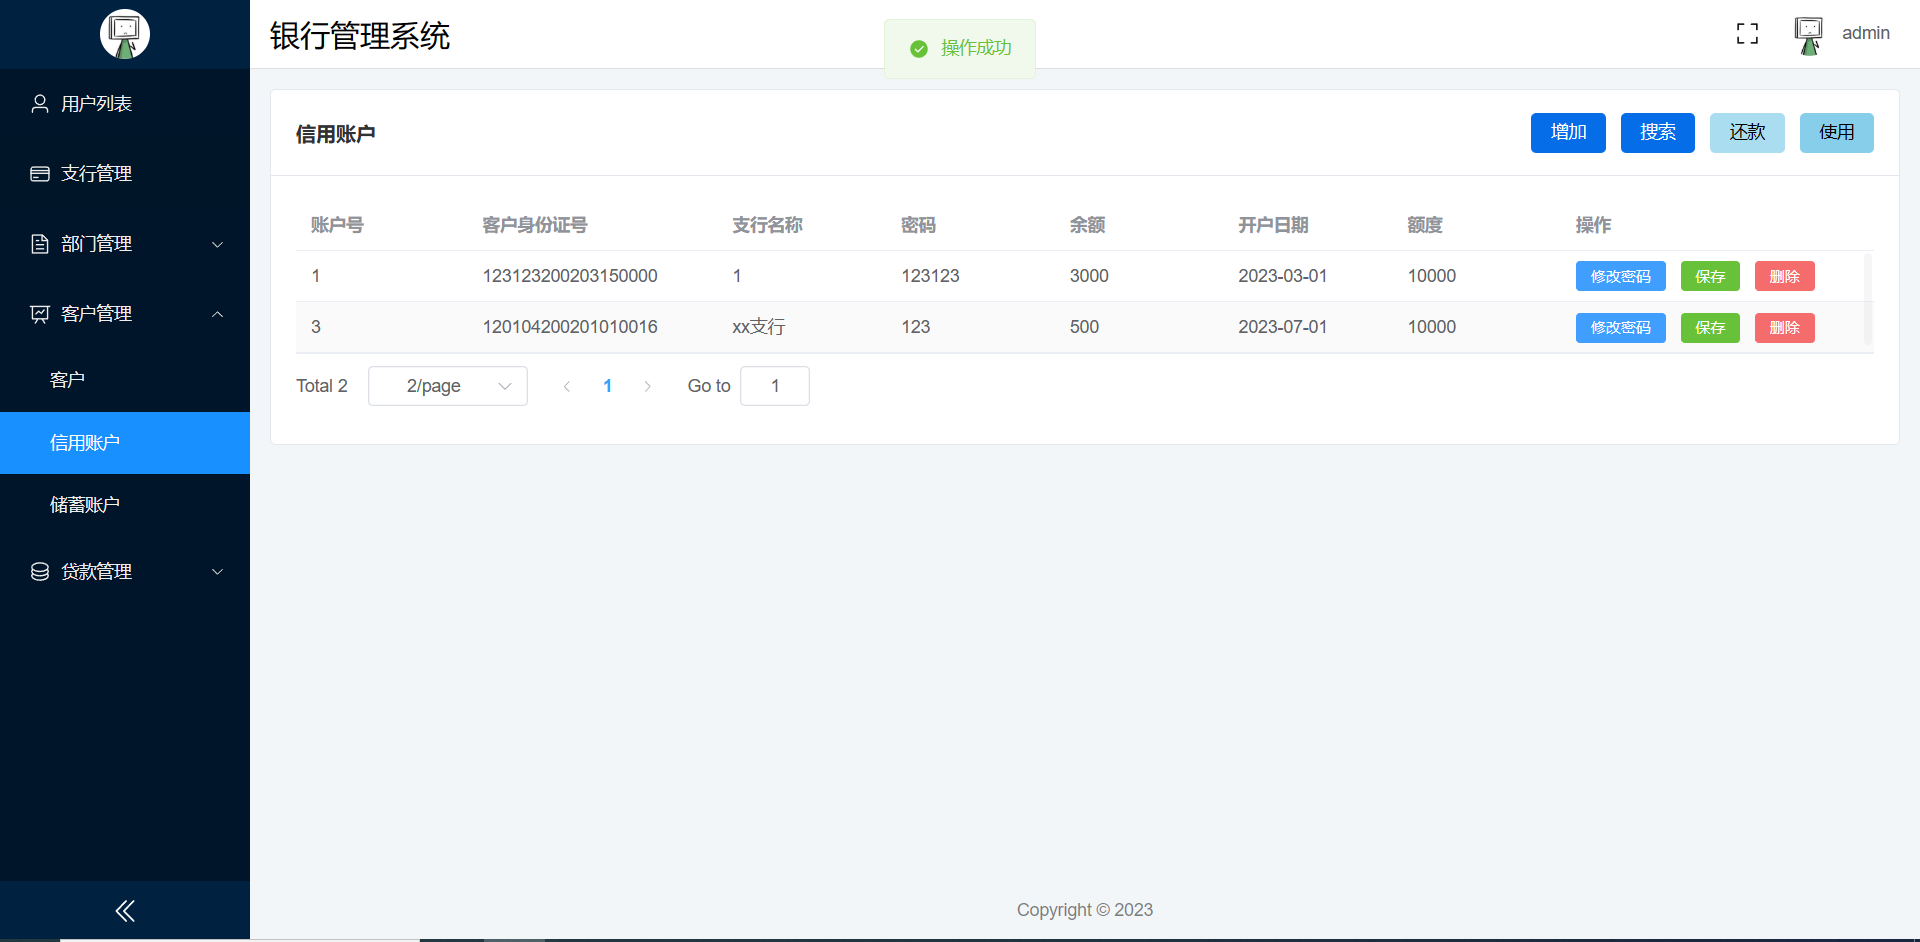 银行管理系统
操作成功
admin
用户列表
支行管理
部门管理
客户管理
客户
信用账户
储蓄账户
贷款管理
信用账户
增加 搜索 还款 使用
账户号 客户身份证号 支行名称 密码 余额 开户日期 额度 操作
1 123123200203150000 1 123123 3000 2023-03-01 10000 修改密码 保存 删除
3 120104200201010016 xx支行 123 500 2023-07-01 10000 修改密码 保存 删除
Total 2 2/page 1 Go to 1
Copyright © 2023